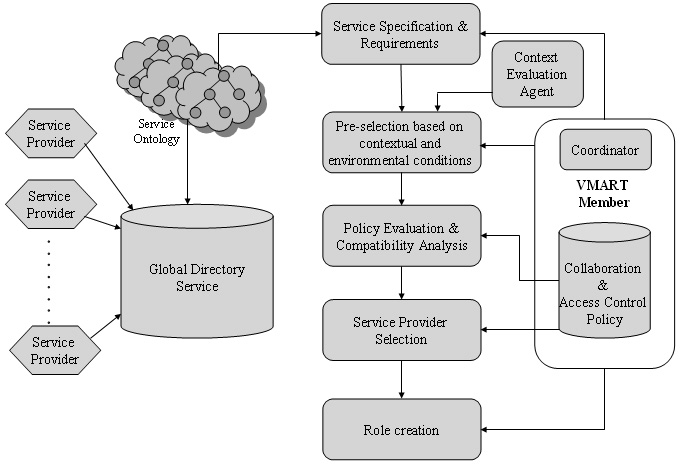 Service Specification &
Requirements
Context
Evaluation
Agent
Service
Ontology
Service
Provider
Pre-selection based on
contextual and
environmental conditions
Coordinator
VMART
Member
Service
Provider
Policy Evaluation &
Compatibility Analysis
Global Directory
Service
Collaboration
&
Access Control
Policy
Service
Provider
Service Provider
Selection
Role creation